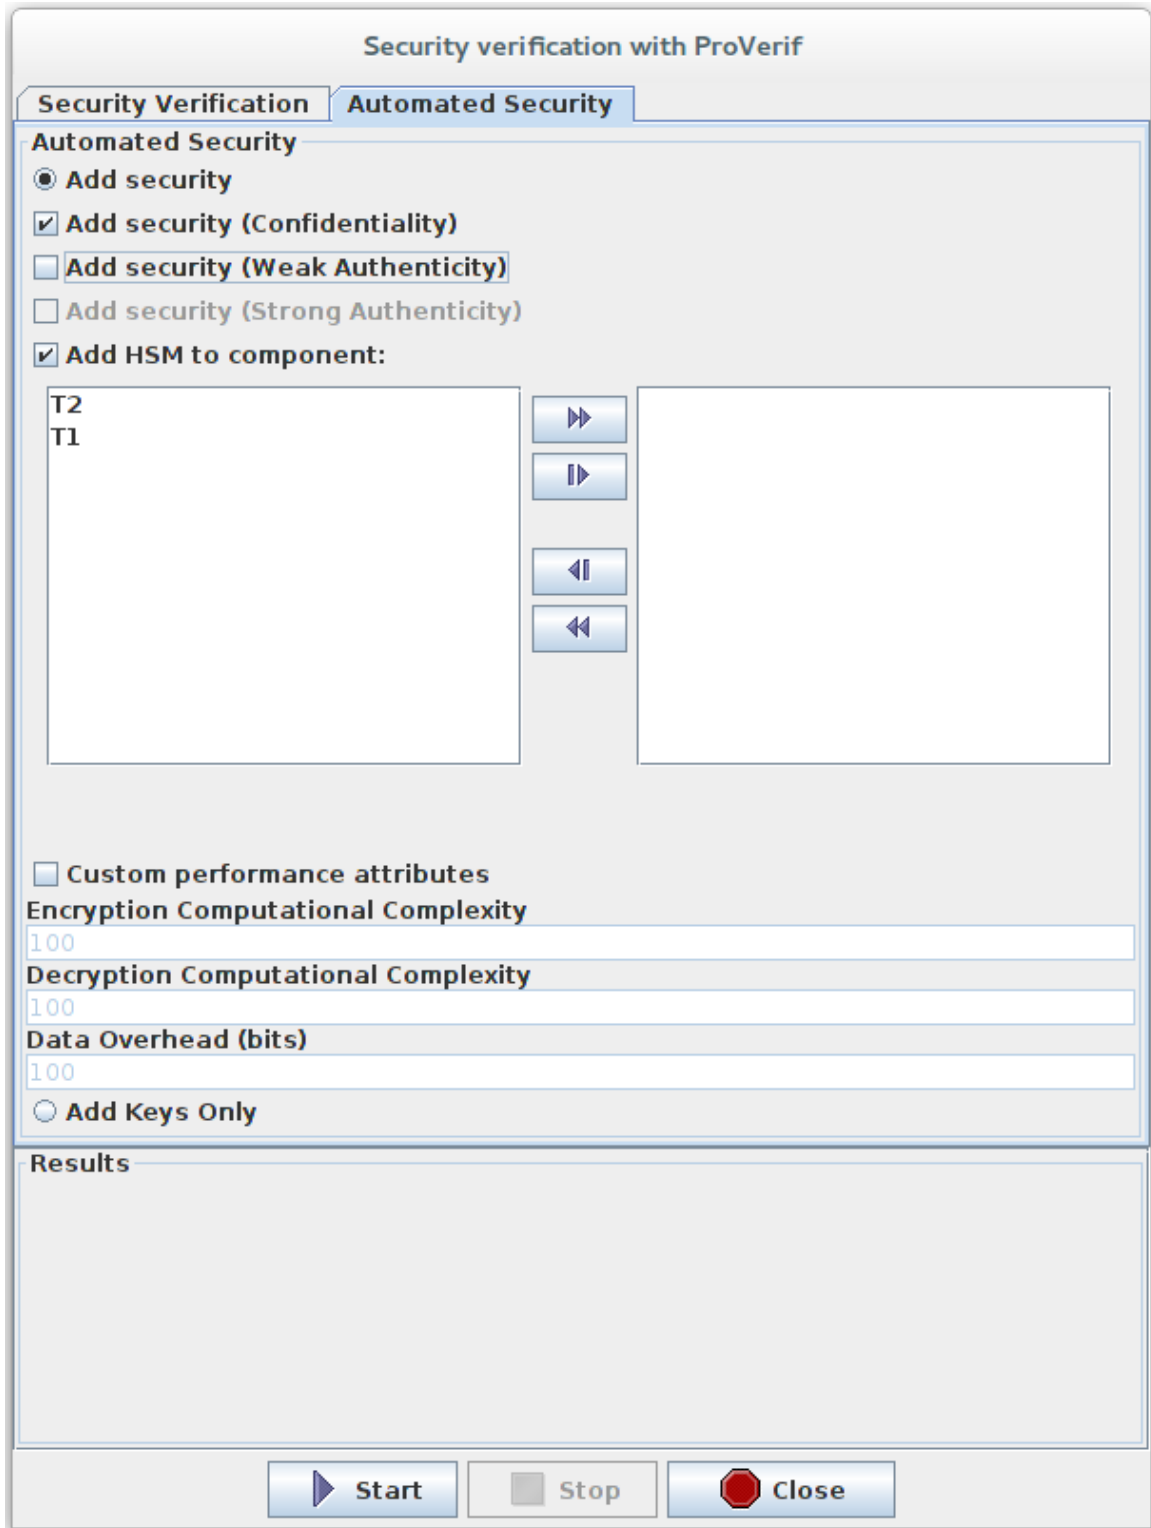 Security verification with ProVerif
Security Verification Automated Security
Automated Security
Add security
Add security (Confidentiality)
Add security (Weak Authenticity)
Add security (Strong Authenticity)
Add HSM to component:
T2
T1
Custom performance attributes
Encryption Computational Complexity
100
Decryption Computational Complexity
100
Data Overhead (bits)
100
Add Keys Only
Results
Start Stop Close